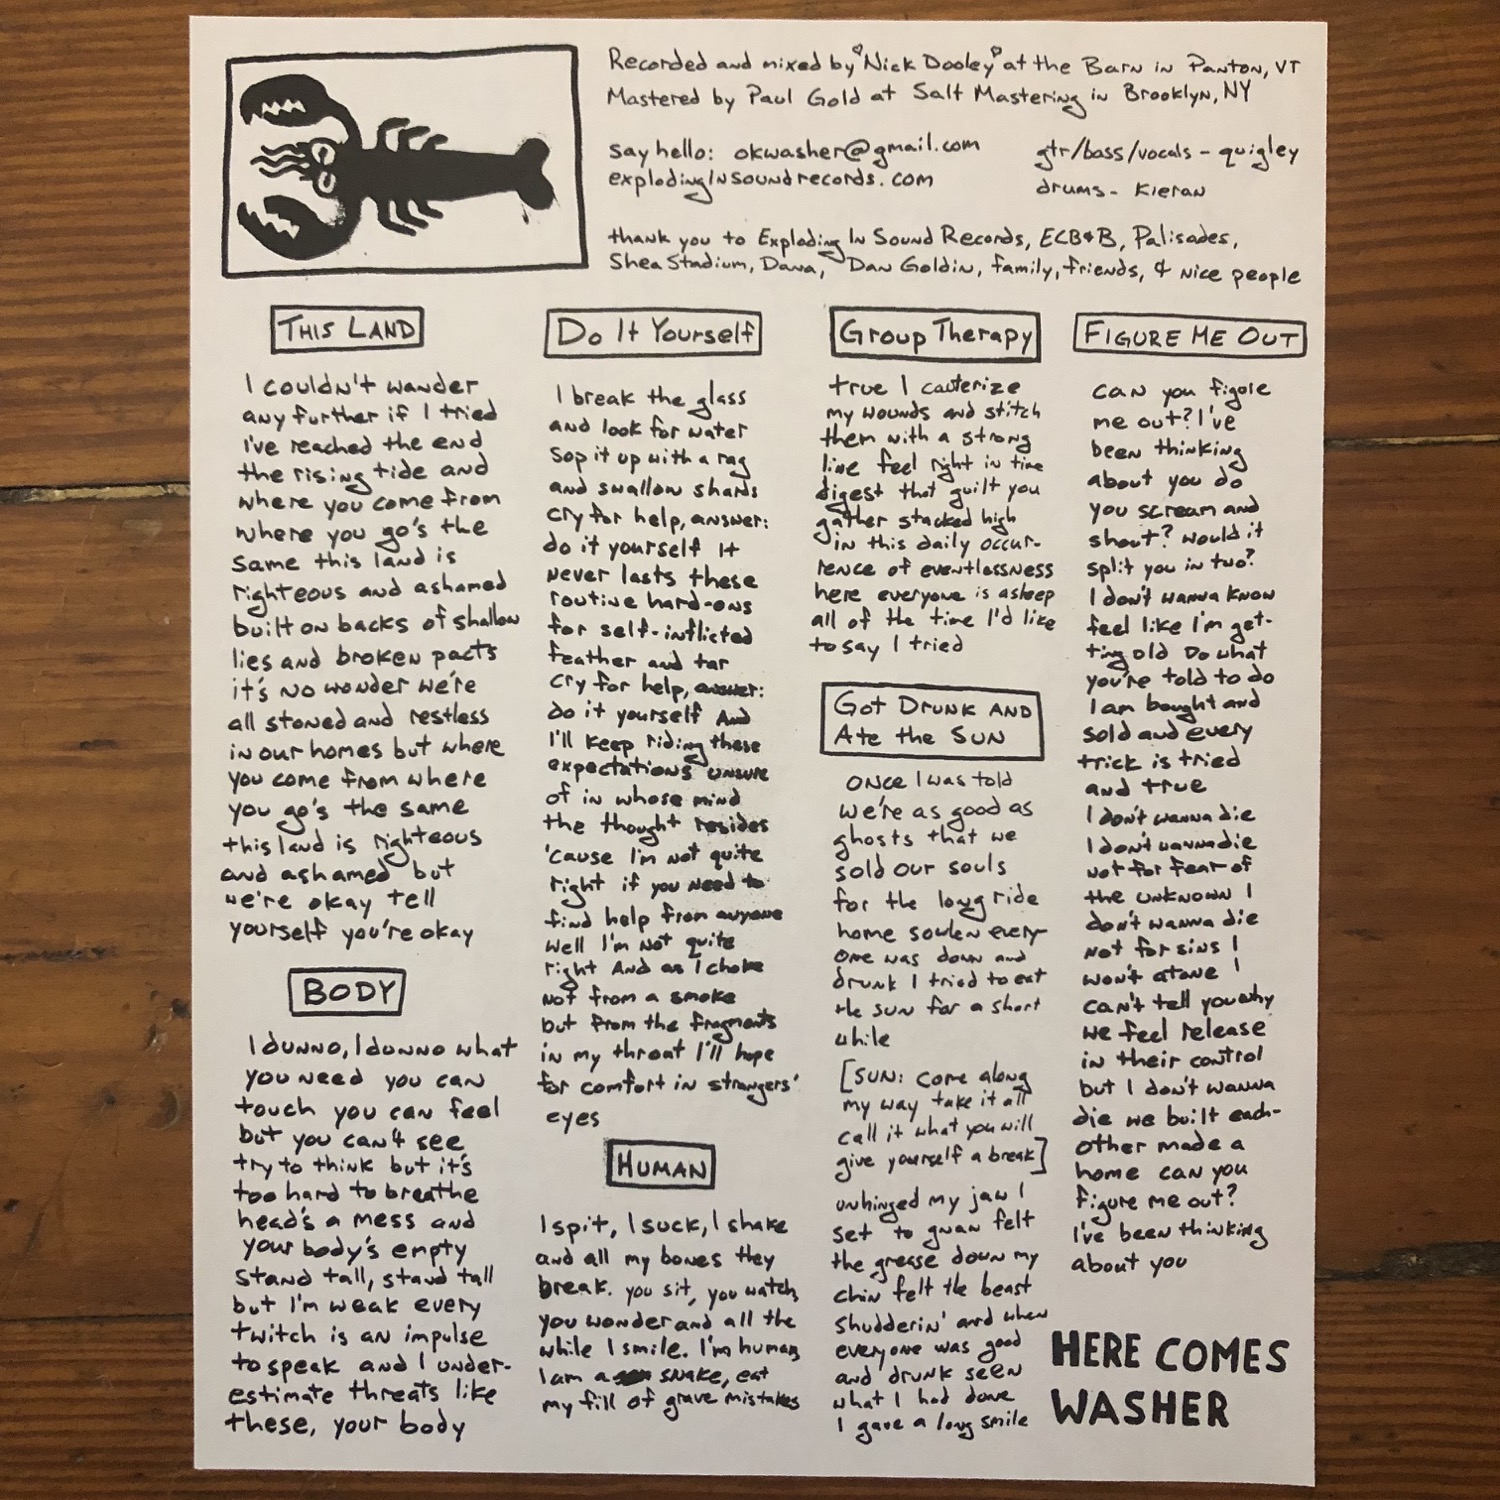 Recorded and mixed by Nick Dooley at the Barn in Panton, VT
Mastered by Paul Gold at Salt Mastering in Brooklyn, NY
say hello: okwasher@gmail.com
explodinginsoundrecords.com
gtr/bass/vocals - quigley
drums - Kieran
thank you to Exploding In Sound Records, ECB&B, Palisades,
Shea Stadium, Dava, Dan Goldin, family, friends, & nice people
THIS LAND
I couldn't wander
any further if I tried
I've reached the end
the rising tide and
where you come from
where you go's the
same this land is
righteous and ashamed
built on backs of shallow
lies and broken pacts
it's no wonder we're
all stoned and restless
in our homes but where
you come from where
you go's the same
this land is righteous
and ashamed but
we're okay tell
yourself you're okay
BODY
I dunno, I dunno what
you need you can
touch you can feel
but you can't see
try to think but it's
too hard to breathe
head's a mess and
your body's empty
stand tall, stand tall
but I'm weak every
twitch is an impulse
to speak and I under-
estimate threats like
these, your body
Do It Yourself
I break the glass
and look for water
sop it up with a rag
and swallow shards
cry for help, answer:
do it yourself It
never lasts these
routine hard-ons
for self-inflicted
feather and tar
cry for help, answer:
do it yourself And
I'll keep riding these
expectations unsure
of in whose mind
the thought resides
'cause I'm not quite
right if you need to
find help from anyone
well I'm not quite
right And as I choke
not from a smoke
but from the fragments
in my throat I'll hope
for comfort in strangers'
eyes
HUMAN
I spit, I suck, I shake
and all my bones they
break. you sit, you watch,
you wonder and all the
while I smile. I'm human,
I am a snake, eat
my fill of grave mistakes
Group Therapy
true I cauterize
my wounds and stitch
them with a strong
line feel right in time
digest that guilt you
gather stacked high
in this daily occur-
rence of eventlessness
here everyone is asleep
all of the time I'd like
to say I tried
Got Drunk and
Ate the Sun
once I was told
we're as good as
ghosts that we
sold our souls
for the long ride
home every-
one was down and
drunk I tried to eat
the sun for a short
while
[SUN: come along
my way take it all
call it what you will
give yourself a break]
unhinged my jaw I
set to gnaw felt
the grease down my
chin felt the beast
shudderin' and when
everyone was good
and drunk seen
what I had done
I gave a long smile
FIGURE ME OUT
can you figure
me out? I've
been thinking
about you do
you scream and
shout? would it
split you in two?
I don't wanna know
feel like I'm get-
ting old Do what
you're told to do
I am bought and
sold and every
trick is tried
and true
I don't wanna die
I don't wanna die
not for fear of
the unknown I
don't wanna die
not for sins I
won't atone I
can't tell you why
we feel release
in their control
but I don't wanna
die we built each-
other made a
home can you
figure me out?
I've been thinking
about you
HERE COMES
WASHER